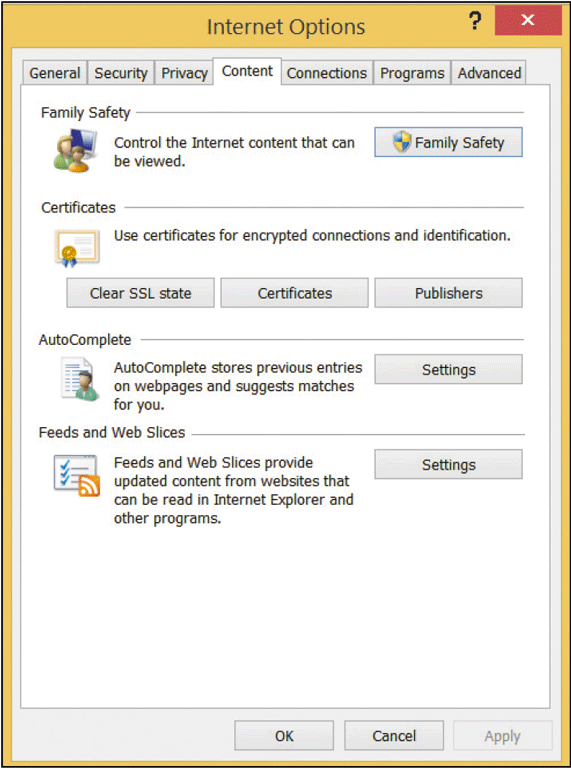 Internet Options ? x
General Security Privacy Content Connections Programs Advanced
Family Safety
Control the Internet content that can
be viewed.
Family Safety
Certificates
Use certificates for encrypted connections and identification.
Clear SSL state Certificates Publishers
AutoComplete
AutoComplete stores previous entries
on webpages and suggests matches
for you.
Settings
Feeds and Web Slices
Feeds and Web Slices provide
updated content from websites that
can be read in Internet Explorer and
other programs.
Settings
OK Cancel Apply